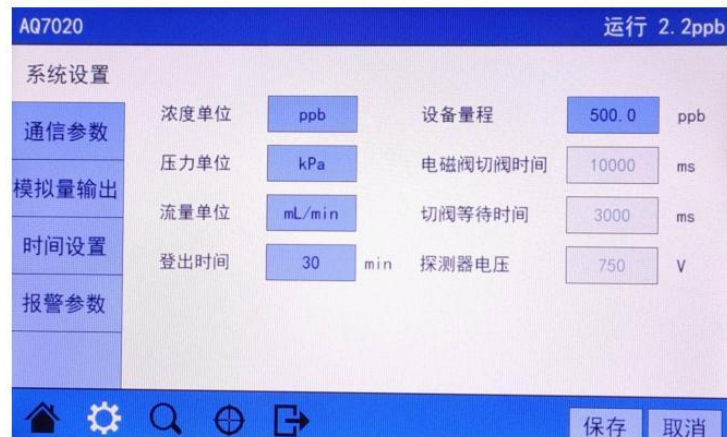 AQ7020 运行 2.2ppb
系统设置
通信参数
模拟量输出
时间设置
报警参数
浓度单位 ppb 设备量程 500.0 ppb
压力单位 kPa 电磁阀切阀时间 10000 ms
流量单位 mL/min 切阀等待时间 3000 ms
登出时间 30 min 探测器电压 750 V
保存 取消